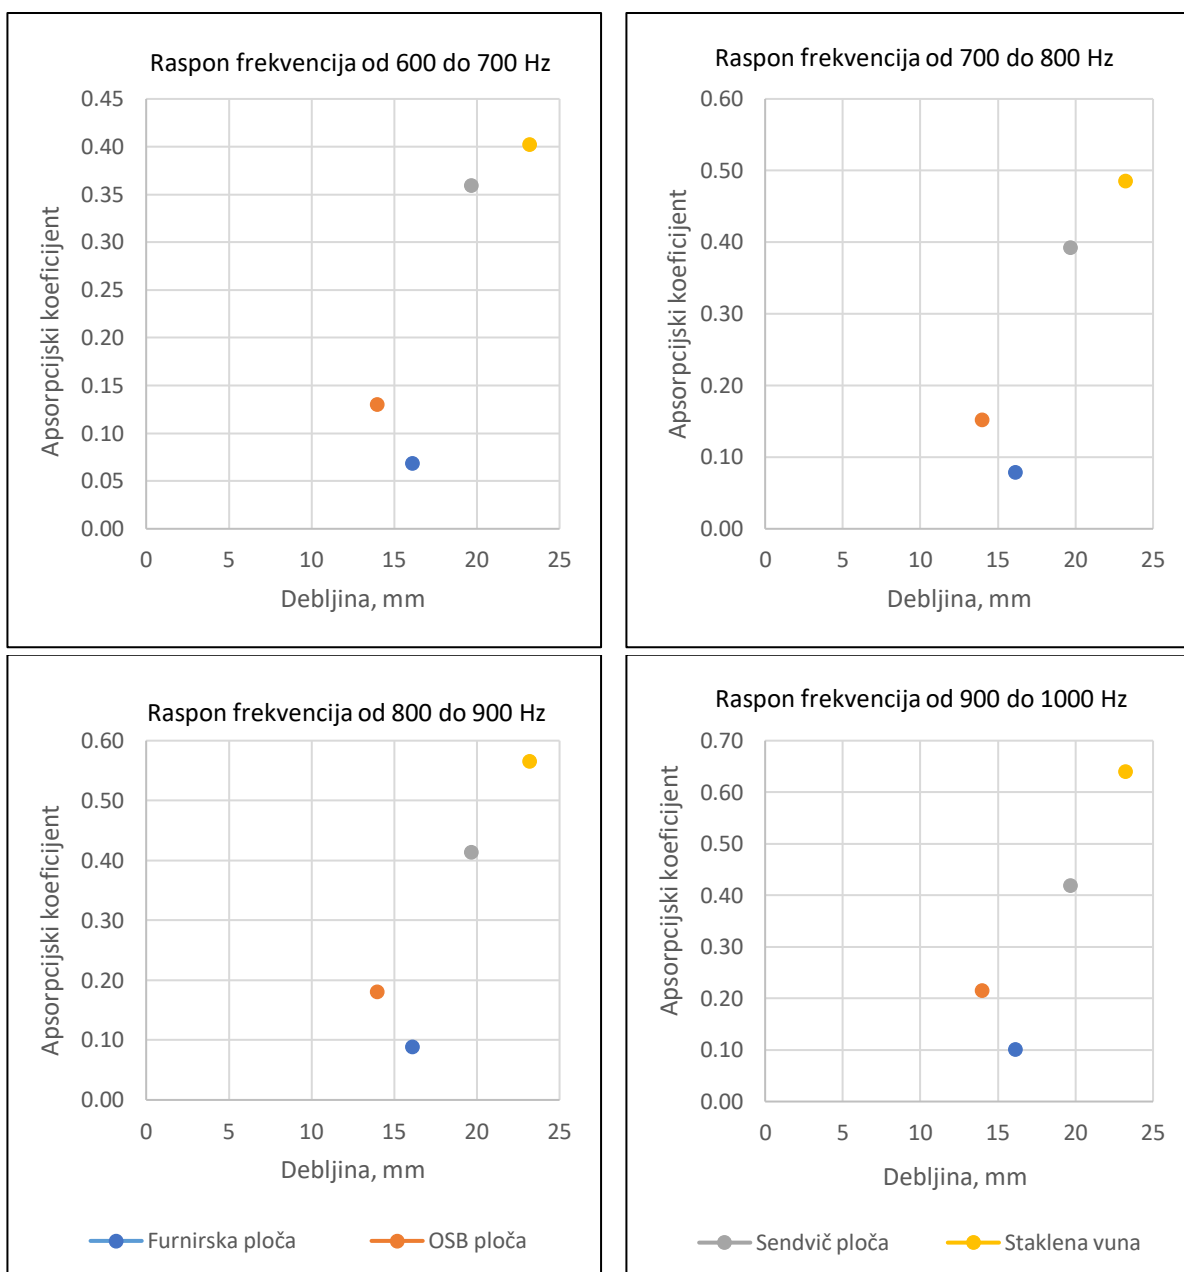 Raspon frekvencija od 600 do 700 Hz
0.45
0.40
0.35
0.30
0.25
0.20
0.15
0.10
0.05
0.00
0 5 10 15 20 25
Apsorpcijski koeficijent
Debljina, mm
Raspon frekvencija od 700 do 800 Hz
0.60
0.50
0.40
0.30
0.20
0.10
0.00
0 5 10 15 20 25
Apsorpcijski koeficijent
Debljina, mm
Raspon frekvencija od 800 do 900 Hz
0.60
0.50
0.40
0.30
0.20
0.10
0.00
0 5 10 15 20 25
Apsorpcijski koeficijent
Debljina, mm
Furnirska ploča OSB ploča
Raspon frekvencija od 900 do 1000 Hz
0.70
0.60
0.50
0.40
0.30
0.20
0.10
0.00
0 5 10 15 20 25
Apsorpcijski koeficijent
Debljina, mm
Sendvič ploča Staklena vuna